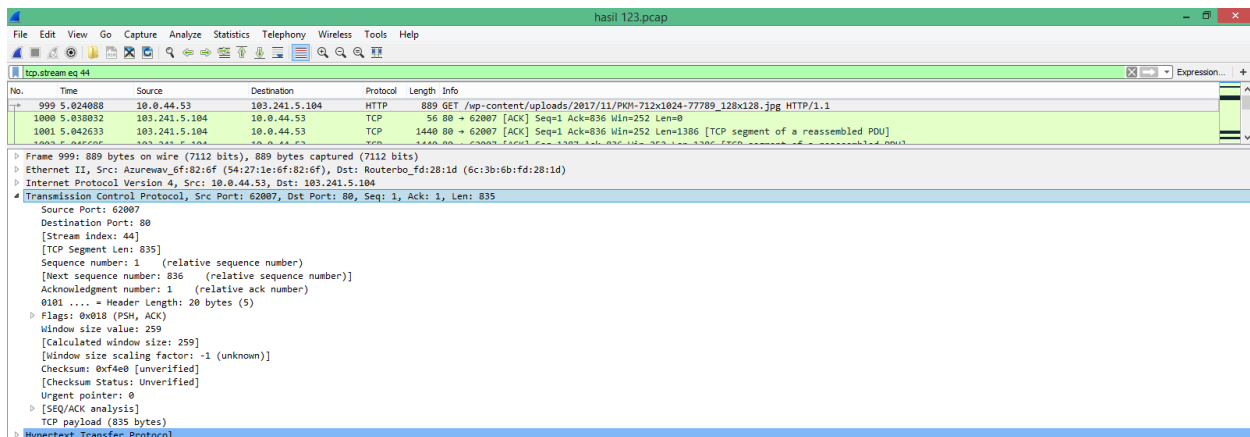 hasil 123.pcap
File Edit View Go Capture Analyze Statistics Telephony Wireless Tools Help
tcp.stream eq 44 Expression... +
No. Time Source Destination Protocol Length Info
999 5.024088 10.0.44.53 103.241.5.104 HTTP 889 GET /wp-content/uploads/2017/11/PKM-712x1024-77789_128x128.jpg HTTP/1.1
1000 5.038032 103.241.5.104 10.0.44.53 TCP 56 80 → 62007 [ACK] Seq=1 Ack=836 Win=252 Len=0
1001 5.042633 103.241.5.104 10.0.44.53 TCP 1440 80 → 62007 [ACK] Seq=1 Ack=836 Win=252 Len=1386 [TCP segment of a reassembled PDU]
Frame 999: 889 bytes on wire (7112 bits), 889 bytes captured (7112 bits)
Ethernet II, Src: Azurewav_6f:82:6f (54:27:1e:6f:82:6f), Dst: Routerbo_fd:28:1d (6c:3b:6b:fd:28:1d)
Internet Protocol Version 4, Src: 10.0.44.53, Dst: 103.241.5.104
Transmission Control Protocol, Src Port: 62007, Dst Port: 80, Seq: 1, Ack: 1, Len: 835
Source Port: 62007
Destination Port: 80
[Stream index: 44]
[TCP Segment Len: 835]
Sequence number: 1 (relative sequence number)
[Next sequence number: 836 (relative sequence number)]
Acknowledgment number: 1 (relative ack number)
0101 .... = Header Length: 20 bytes (5)
Flags: 0x018 (PSH, ACK)
Window size value: 259
[Calculated window size: 259]
[Window size scaling factor: -1 (unknown)]
Checksum: 0xf4e0 [unverified]
[Checksum Status: Unverified]
Urgent pointer: 0
[SEQ/ACK analysis]
TCP payload (835 bytes)
Hypertext Transfer Protocol